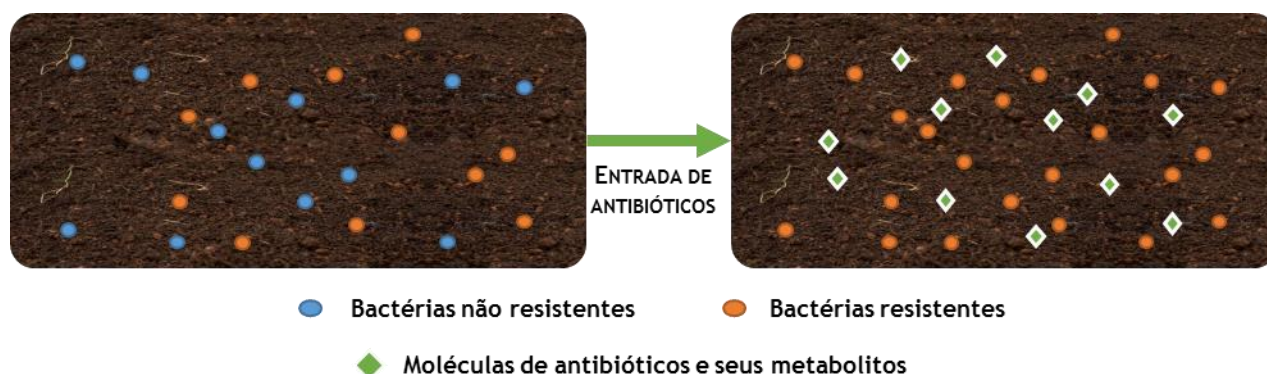 ENTRADA DE
ANTIBIÓTICOS
Bactérias não resistentes
Bactérias resistentes
Moléculas de antibióticos e seus metabolitos